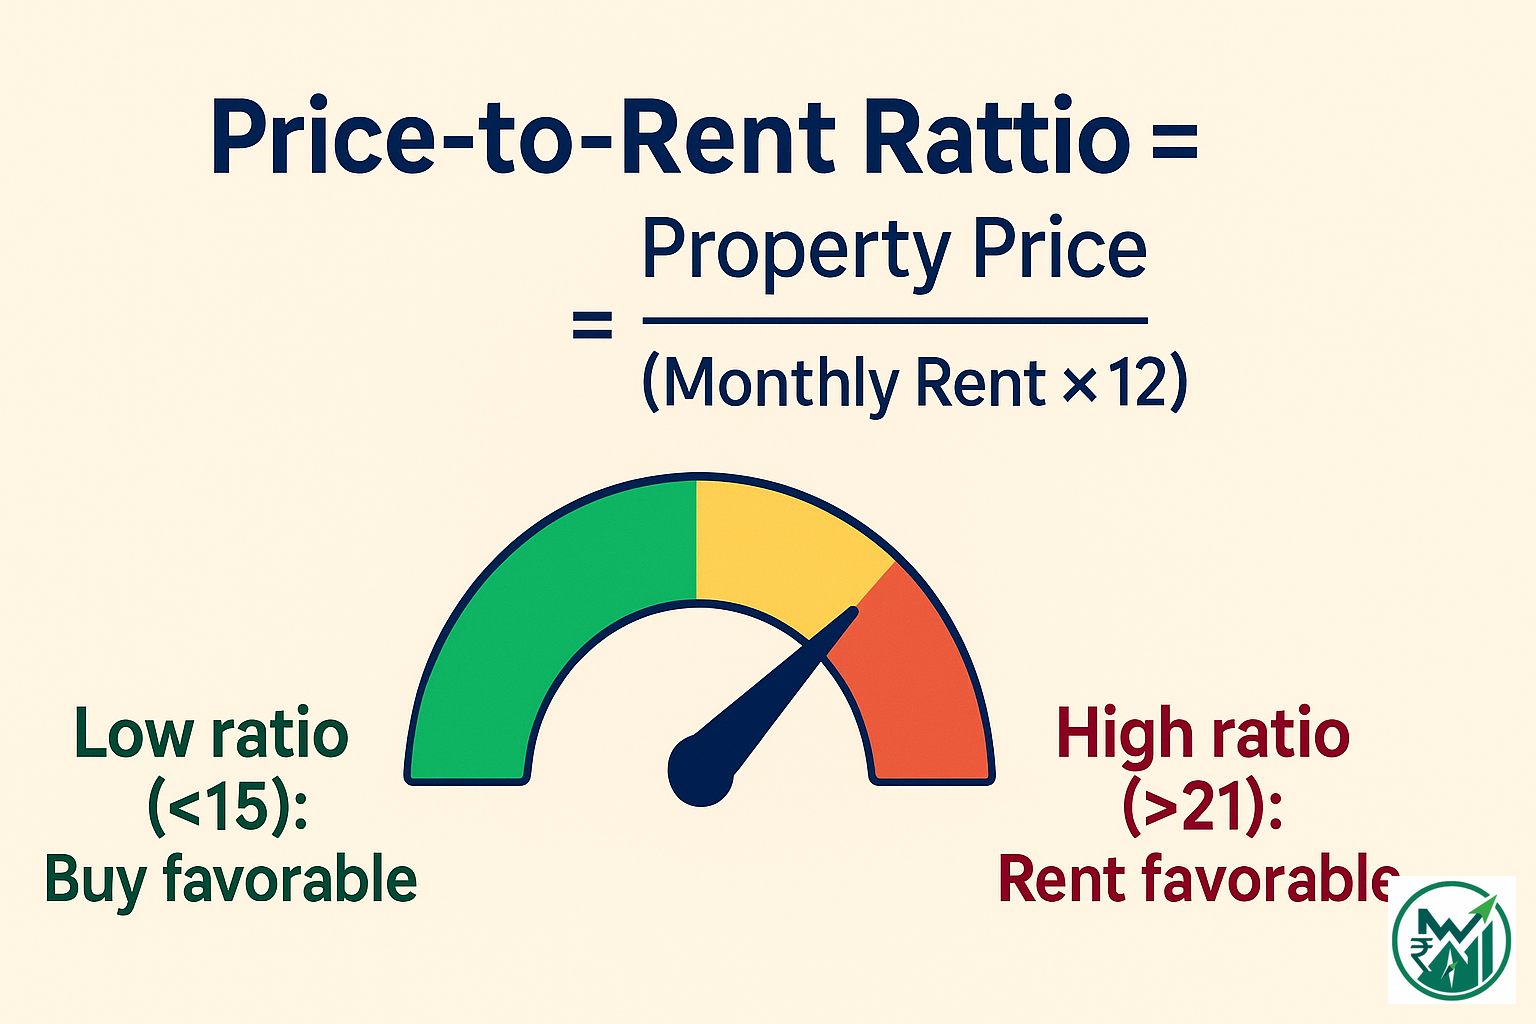 Price-to-Rent Rattio =
Property Price
=
(Monthly Rent × 12)
Low ratio
(<15):
Buy favorable
High ratio
(>21):
Rent favorable
₹